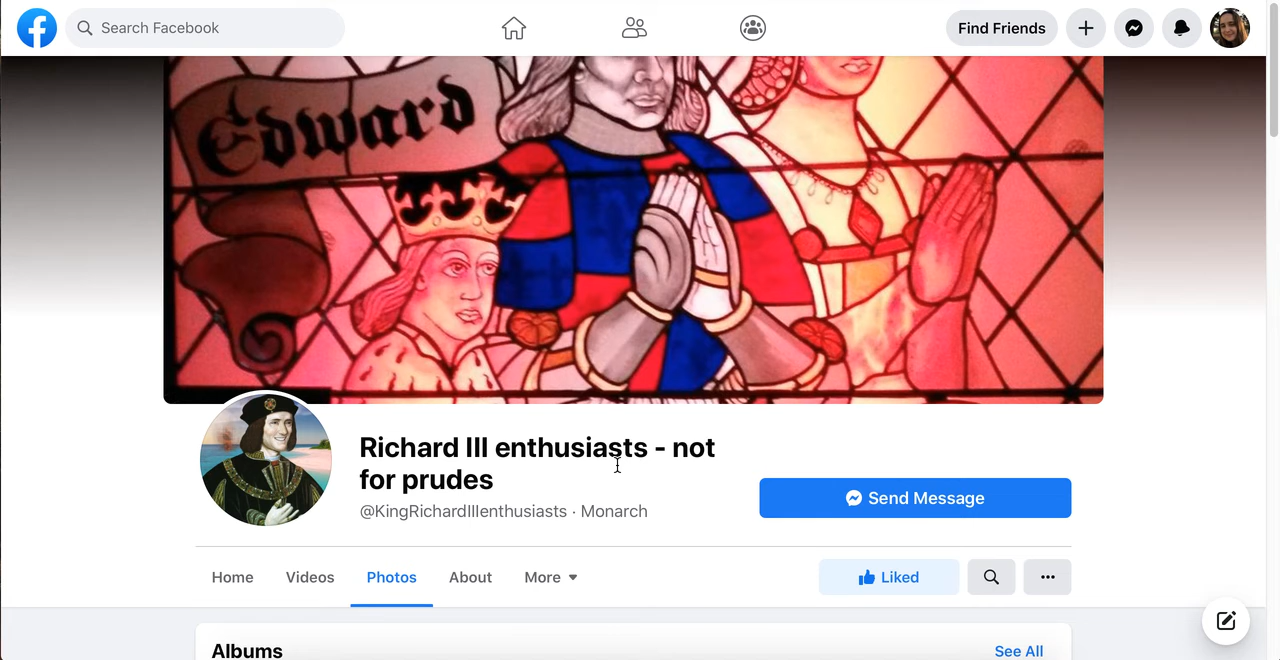 Search Facebook
Find Friends
Edward
Richard III enthusiasts - not
for prudes
@KingRichardIIIenthusiasts · Monarch
Send Message
Home Videos Photos About More
Liked
Albums
See All